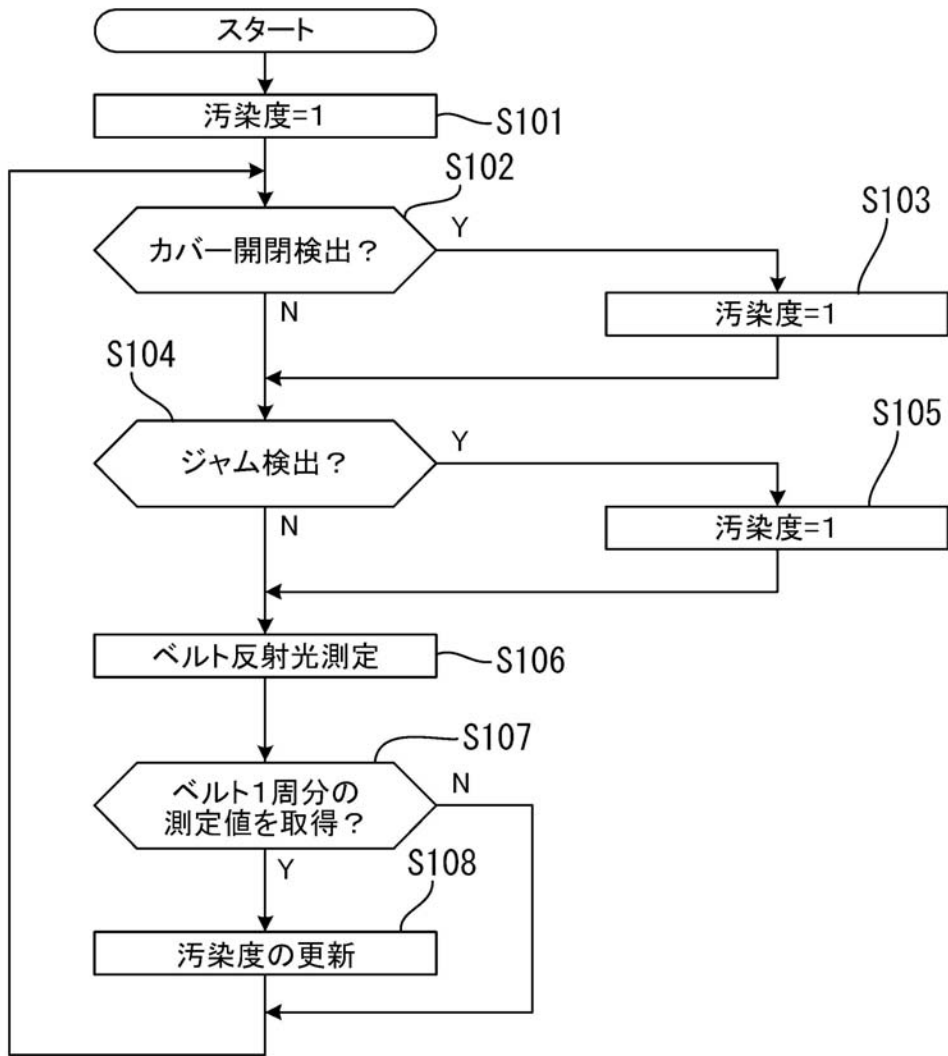 スタート
汚染度=1
S101
S102
カバー開閉検出？
Y
N
S103
汚染度=1
S104
ジャム検出？
Y
N
S105
汚染度=1
ベルト反射光測定
S106
S107
ベルト１周分の
測定値を取得？
N
Y
S108
汚染度の更新